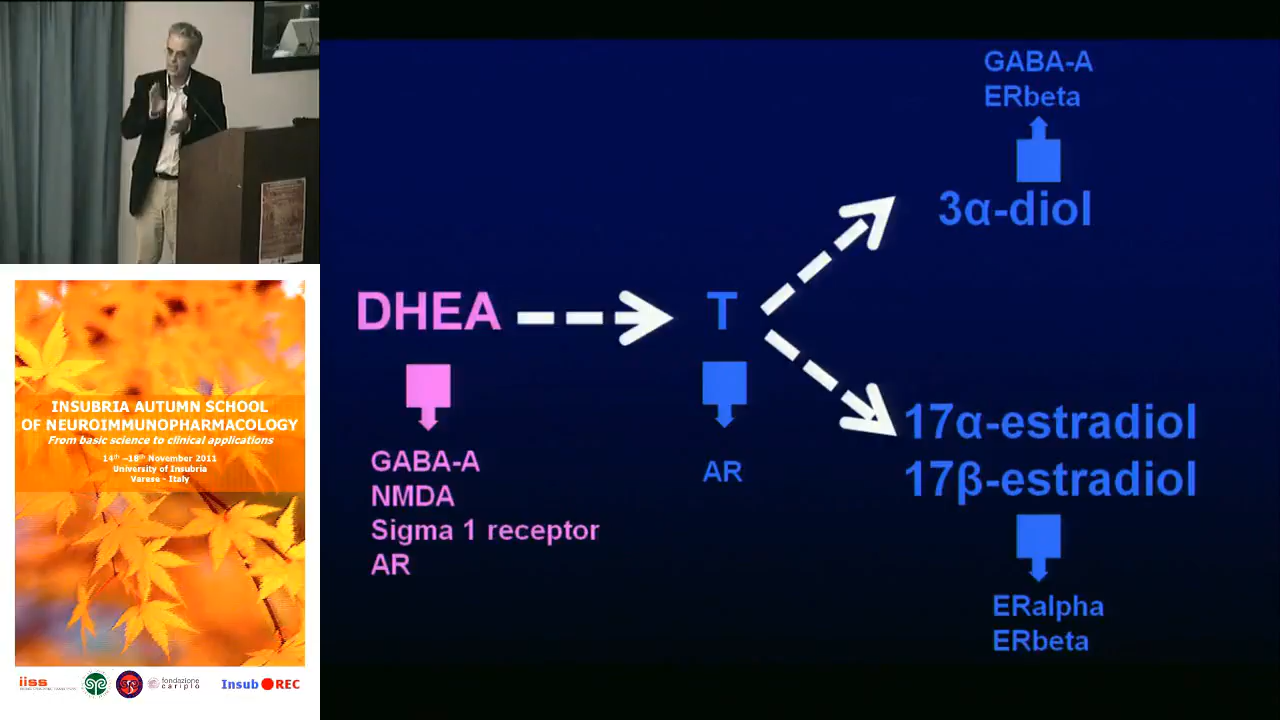 INSUBRIA AUTUMN SCHOOL
OF NEUROIMMUNOPHARMACOLOGY
From basic science to clinical applications
14th –18th November 2011
University of Insubria
Varese - Italy
iiss
fondazione
cariplo
Insub REC
GABA-A
ERbeta
3α-diol
DHEA
T
GABA-A
NMDA
Sigma 1 receptor
AR
AR
17α-estradiol
17β-estradiol
ERalpha
ERbeta